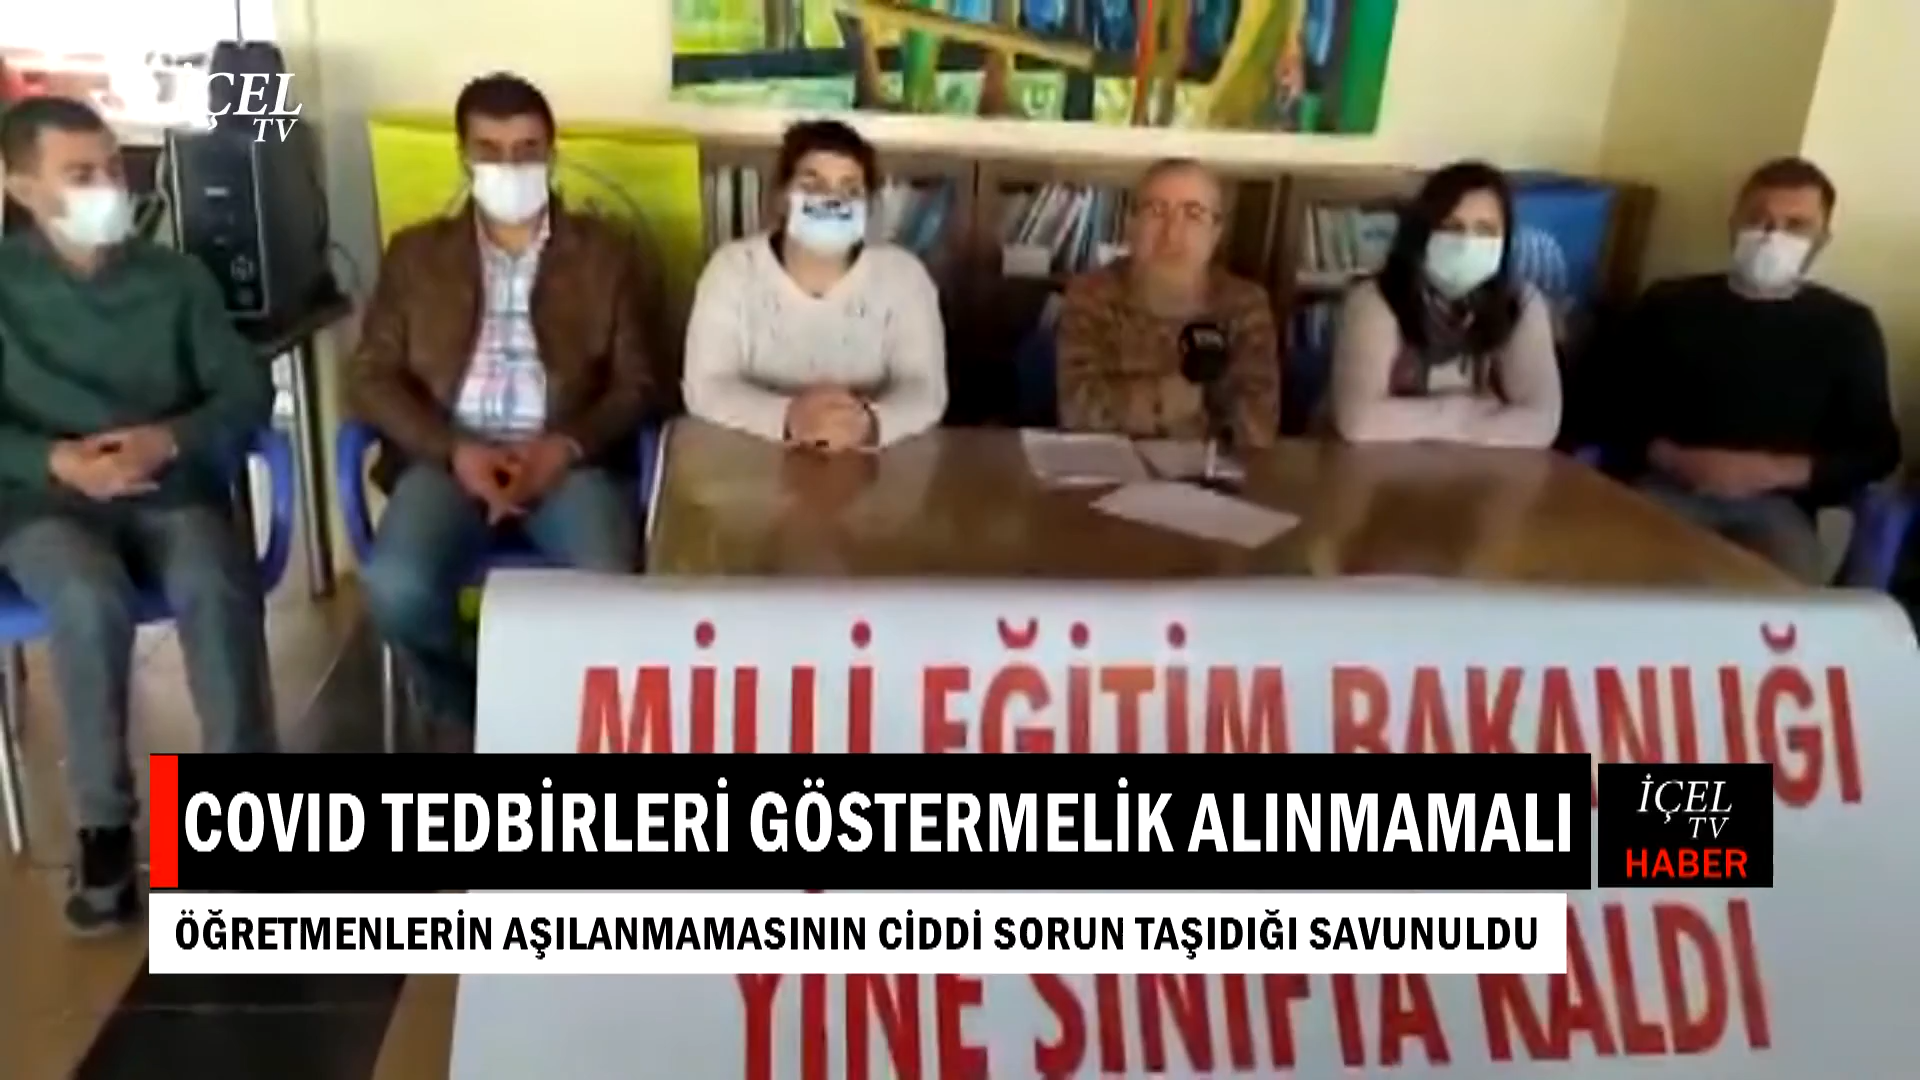 İÇEL
TV
MİLLİ EĞİTİM BAKANLIĞI
COVID TEDBİRLERİ GÖSTERMELİK ALINMAMALI
İÇEL
TV
HABER
ÖĞRETMENLERİN AŞILANMAMASININ CİDDİ SORUN TAŞIDIĞI SAVUNULDU
YİNE SINIFTA KALDI